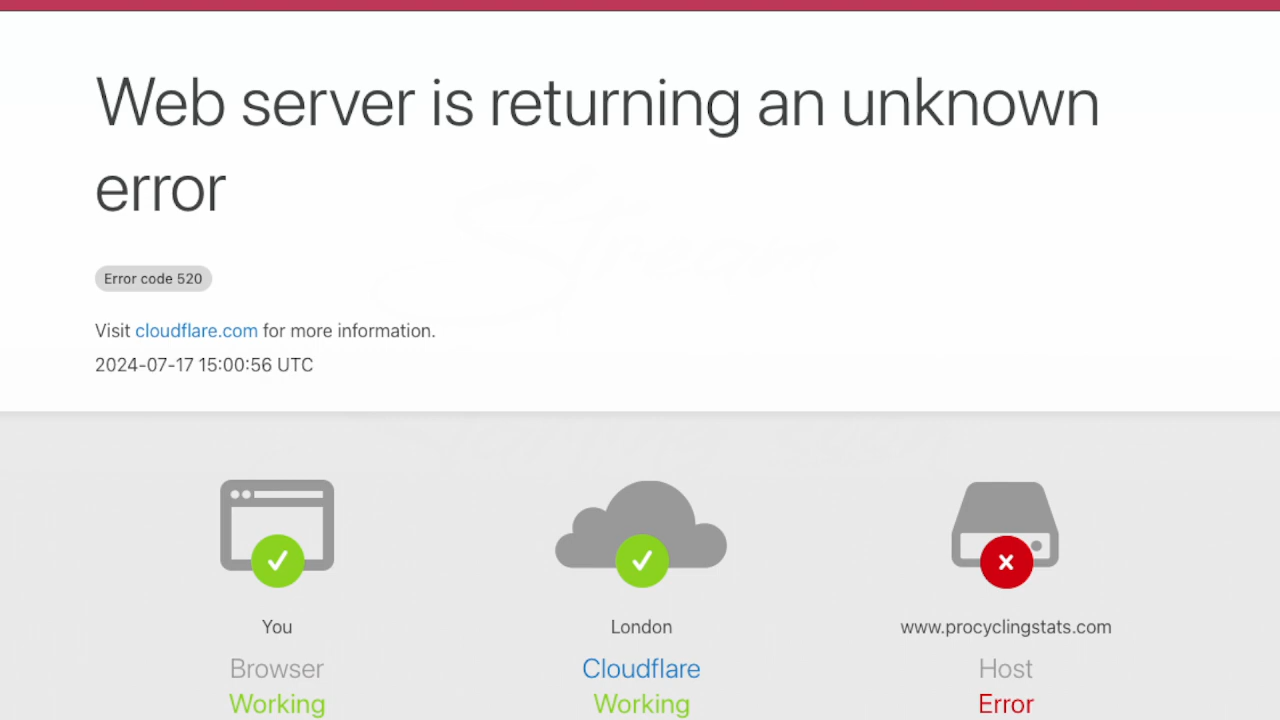 Web server is returning an unknown
error
Error code 520
Visit cloudflare.com for more information.
2024-07-17 15:00:56 UTC
You
London
www.procyclingstats.com
Browser
Cloudflare
Host
Working
Working
Error